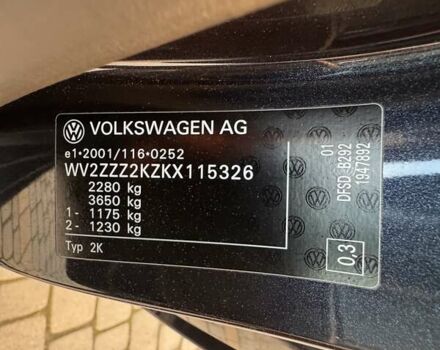 VOLKSWAGEN AG
e1*2001/116*0252
WV2ZZZ2KZKX115326
2280 kg
3650 kg
1- 1175 kg
2- 1230 kg
Typ 2K
01
DFSD B292
1947892
0,3